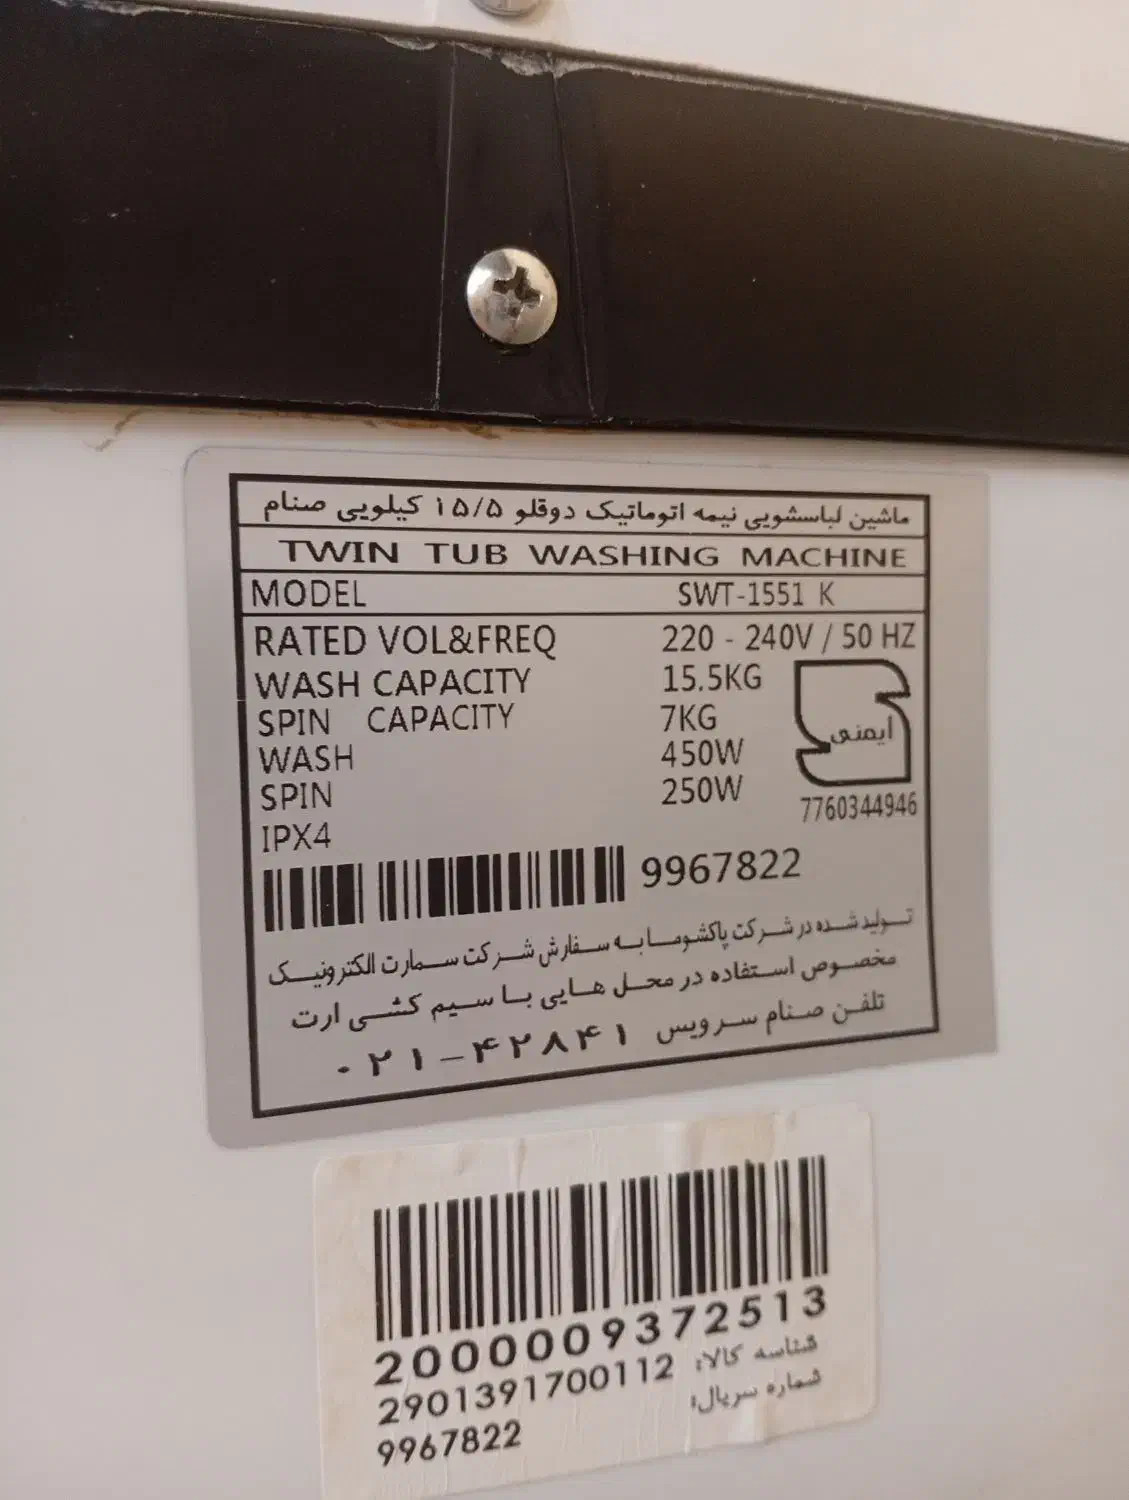 ماشین لباسشویی نیمه اتوماتیک دوقلو ۱۵/۵ کیلویی صنام
TWIN TUB WASHING MACHINE
MODEL SWT-1551 K
RATED VOL&FREQ 220 - 240V / 50 HZ
WASH CAPACITY 15.5KG
SPIN CAPACITY 7KG
WASH 450W
SPIN 250W
IPX4
ایمنی
7760344946
9967822
تولید شده در شرکت پاکشوما به سفارش شرکت سمارت الکترونیک
مخصوص استفاده در محل هایی با سیم کشی ارت
تلفن صنام سرویس ۰۲۱-۴۲۸۴۱
2000009372513
شناسه کالا: 2901391700112
شماره سریال: 9967822